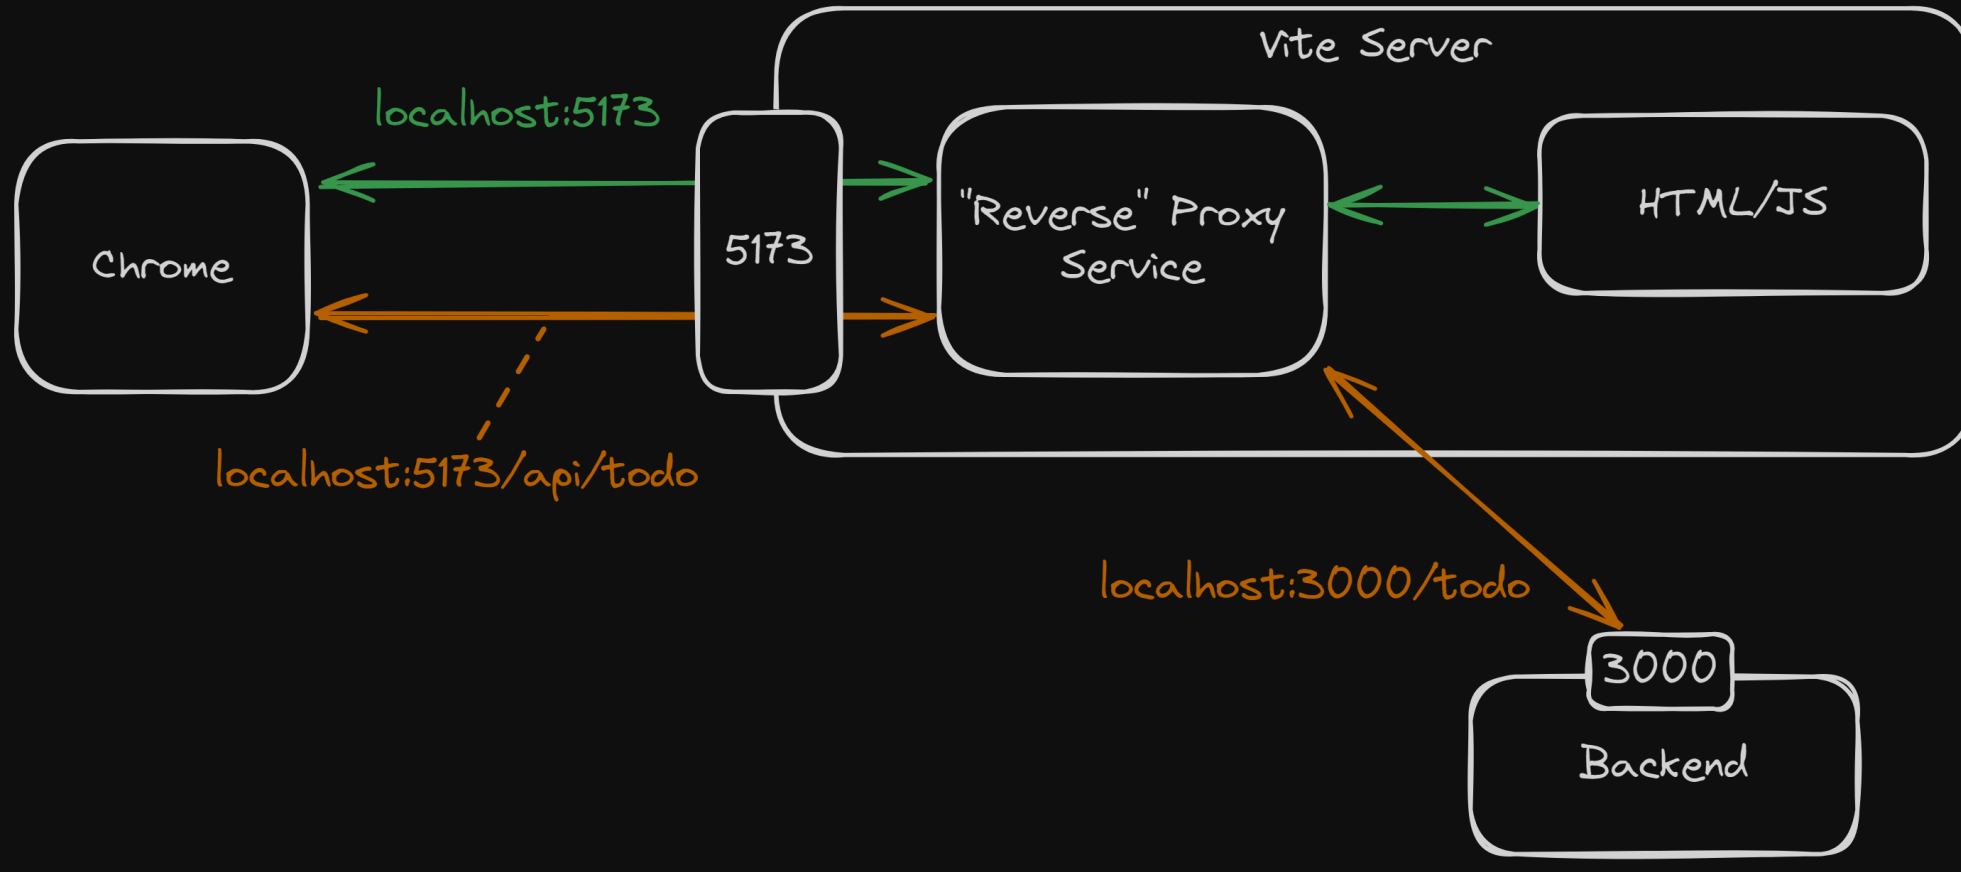 Vite Server
localhost:5173
Chrome
5173
"Reverse" Proxy
Service
HTML/JS
localhost:5173/api/todo
localhost:3000/todo
3000
Backend